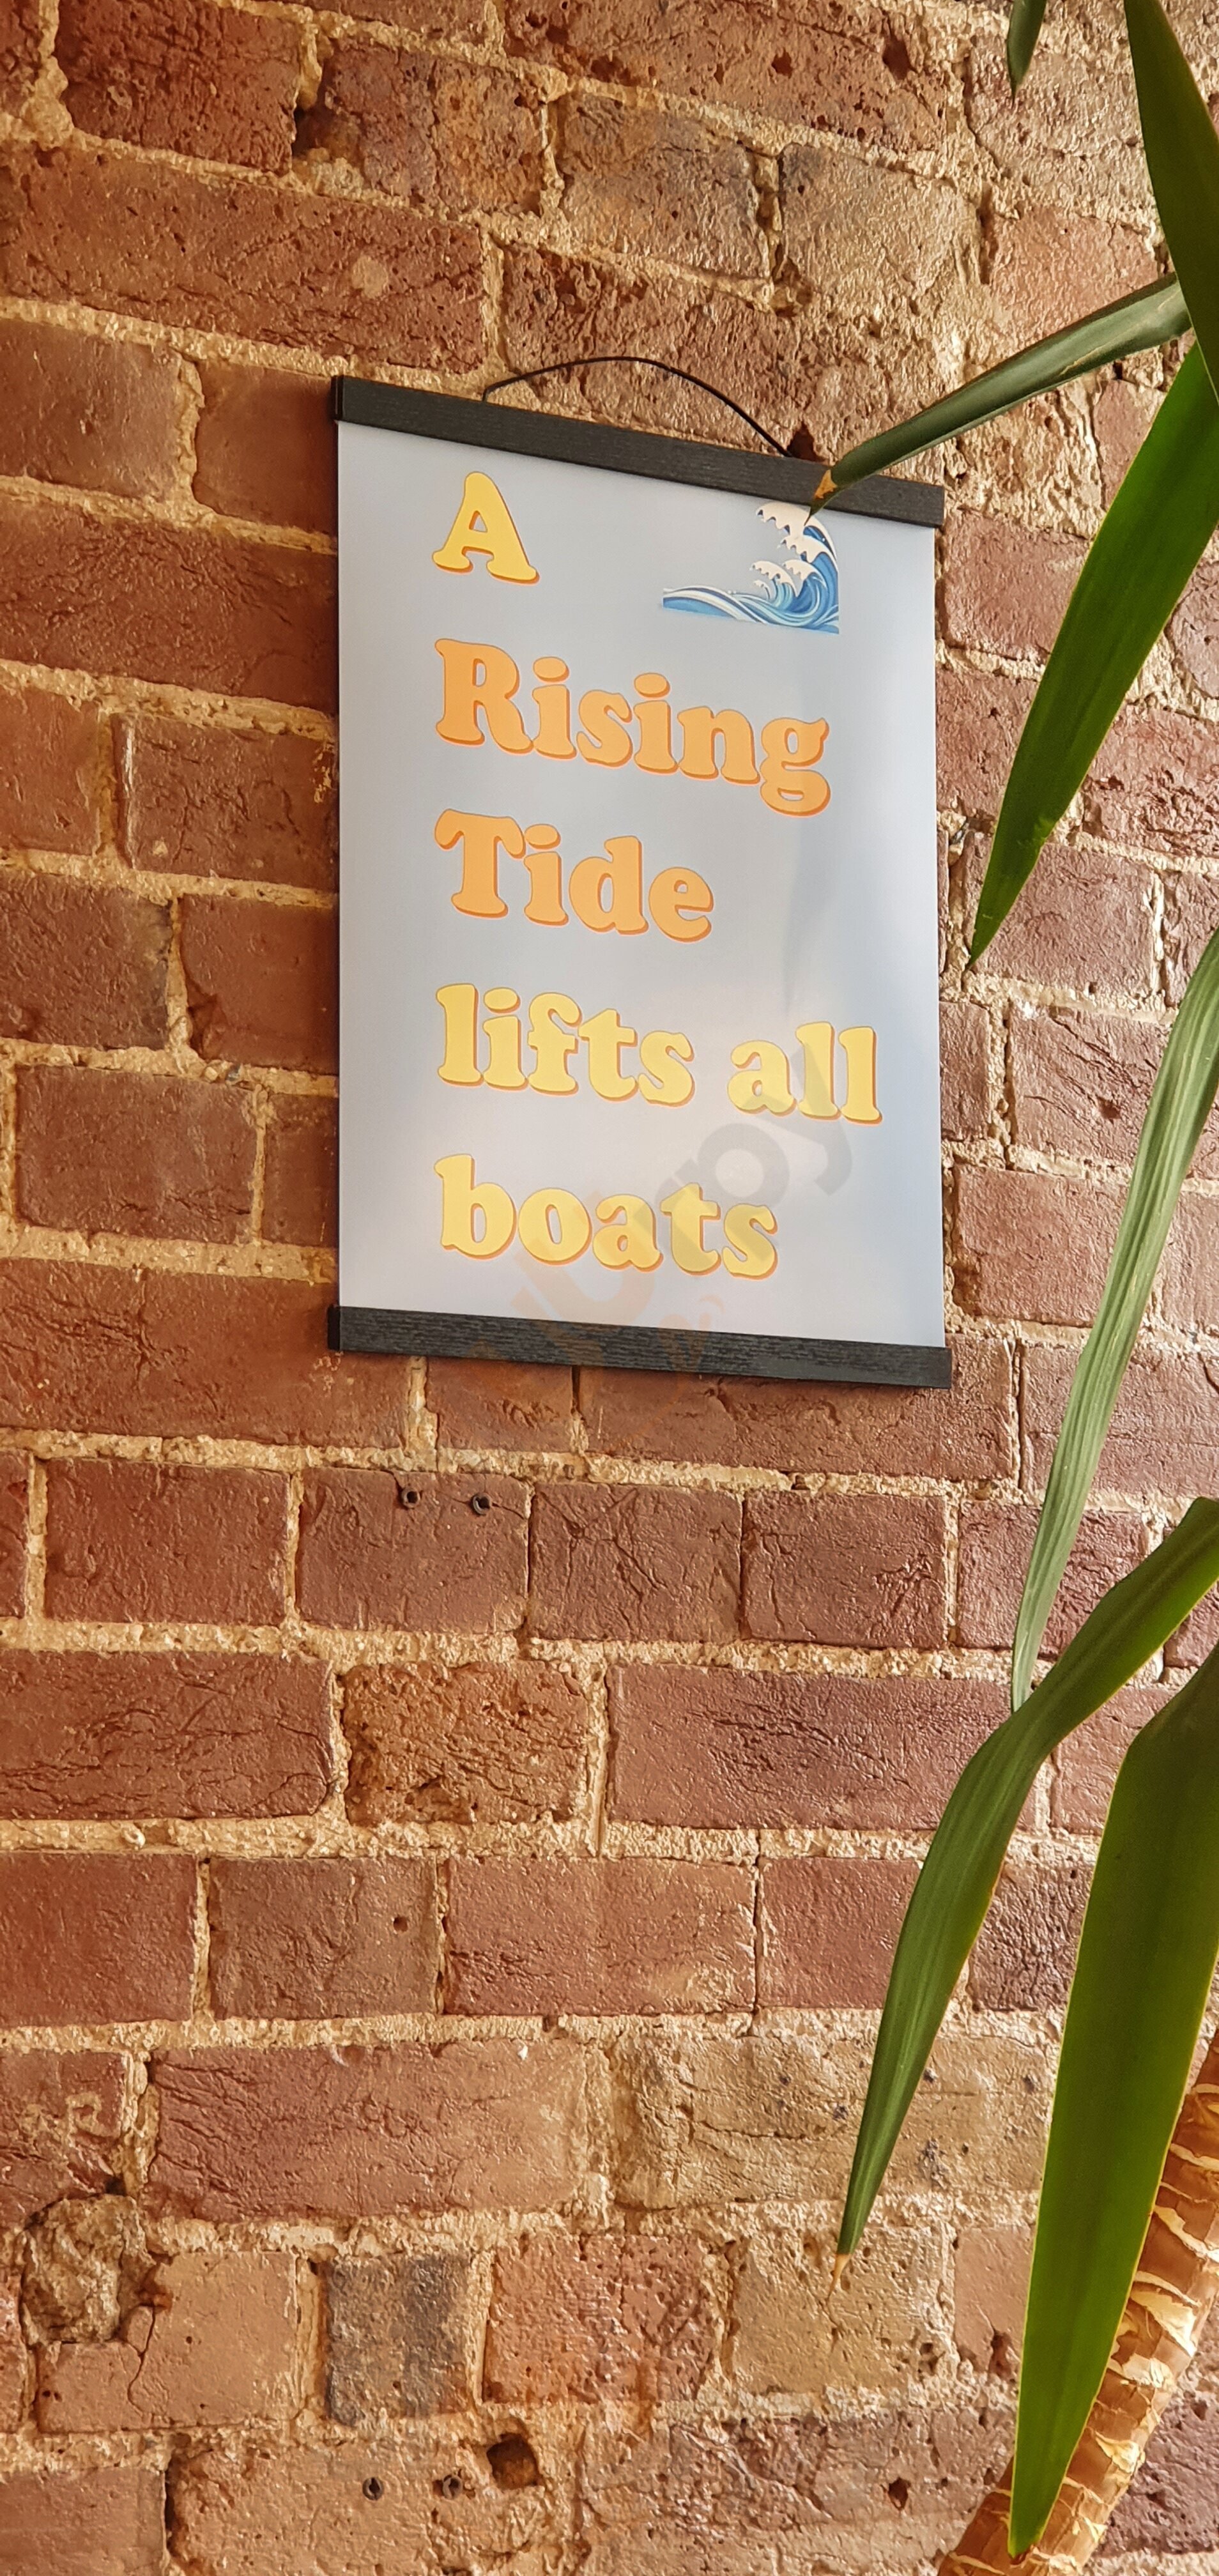 A
Rising
Tide
lifts all
boats